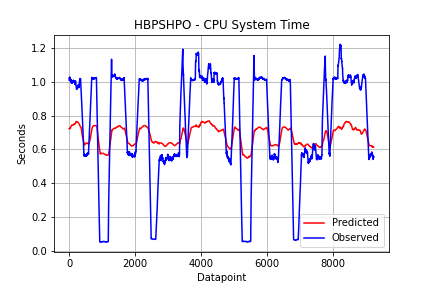 HBPSHPO - CPU System Time
1.2
1.0
0.8
0.6
0.4
0.2
0.0
Seconds
0 2000 4000 6000 8000
Datapoint
Predicted
Observed